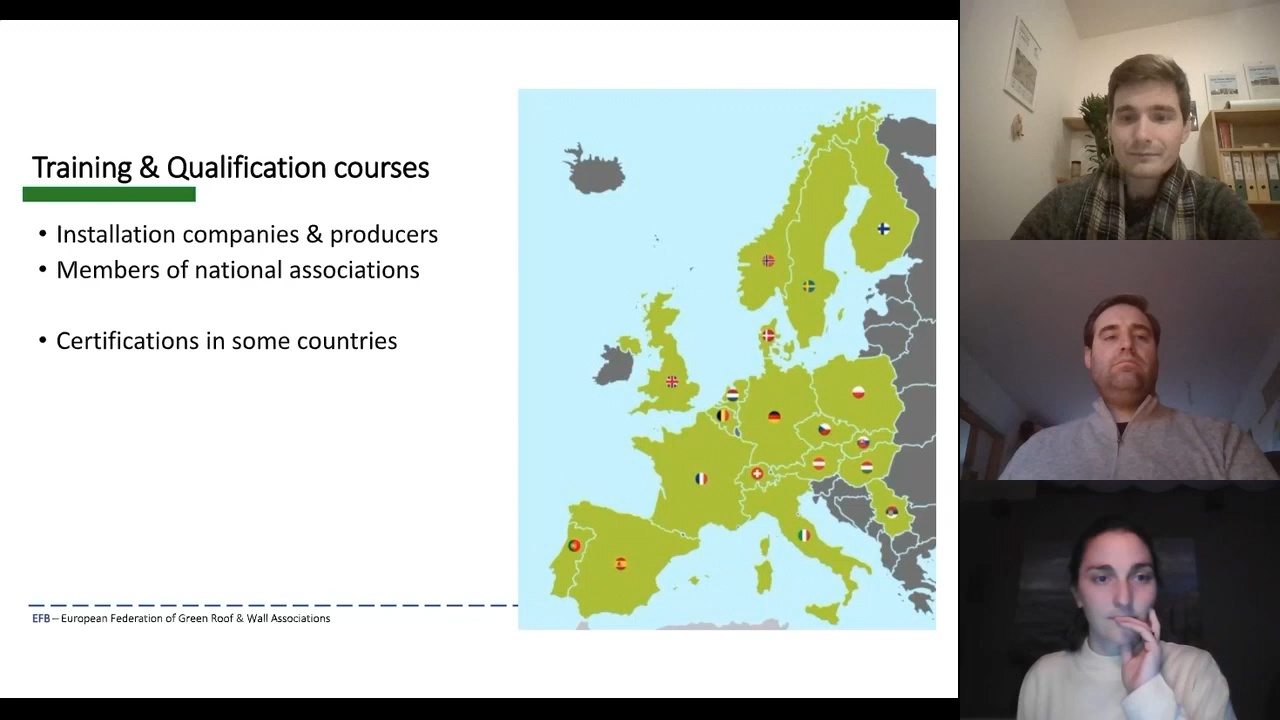 Training & Qualification courses
• Installation companies & producers
• Members of national associations
• Certifications in some countries
EFB – European Federation of Green Roof & Wall Associations